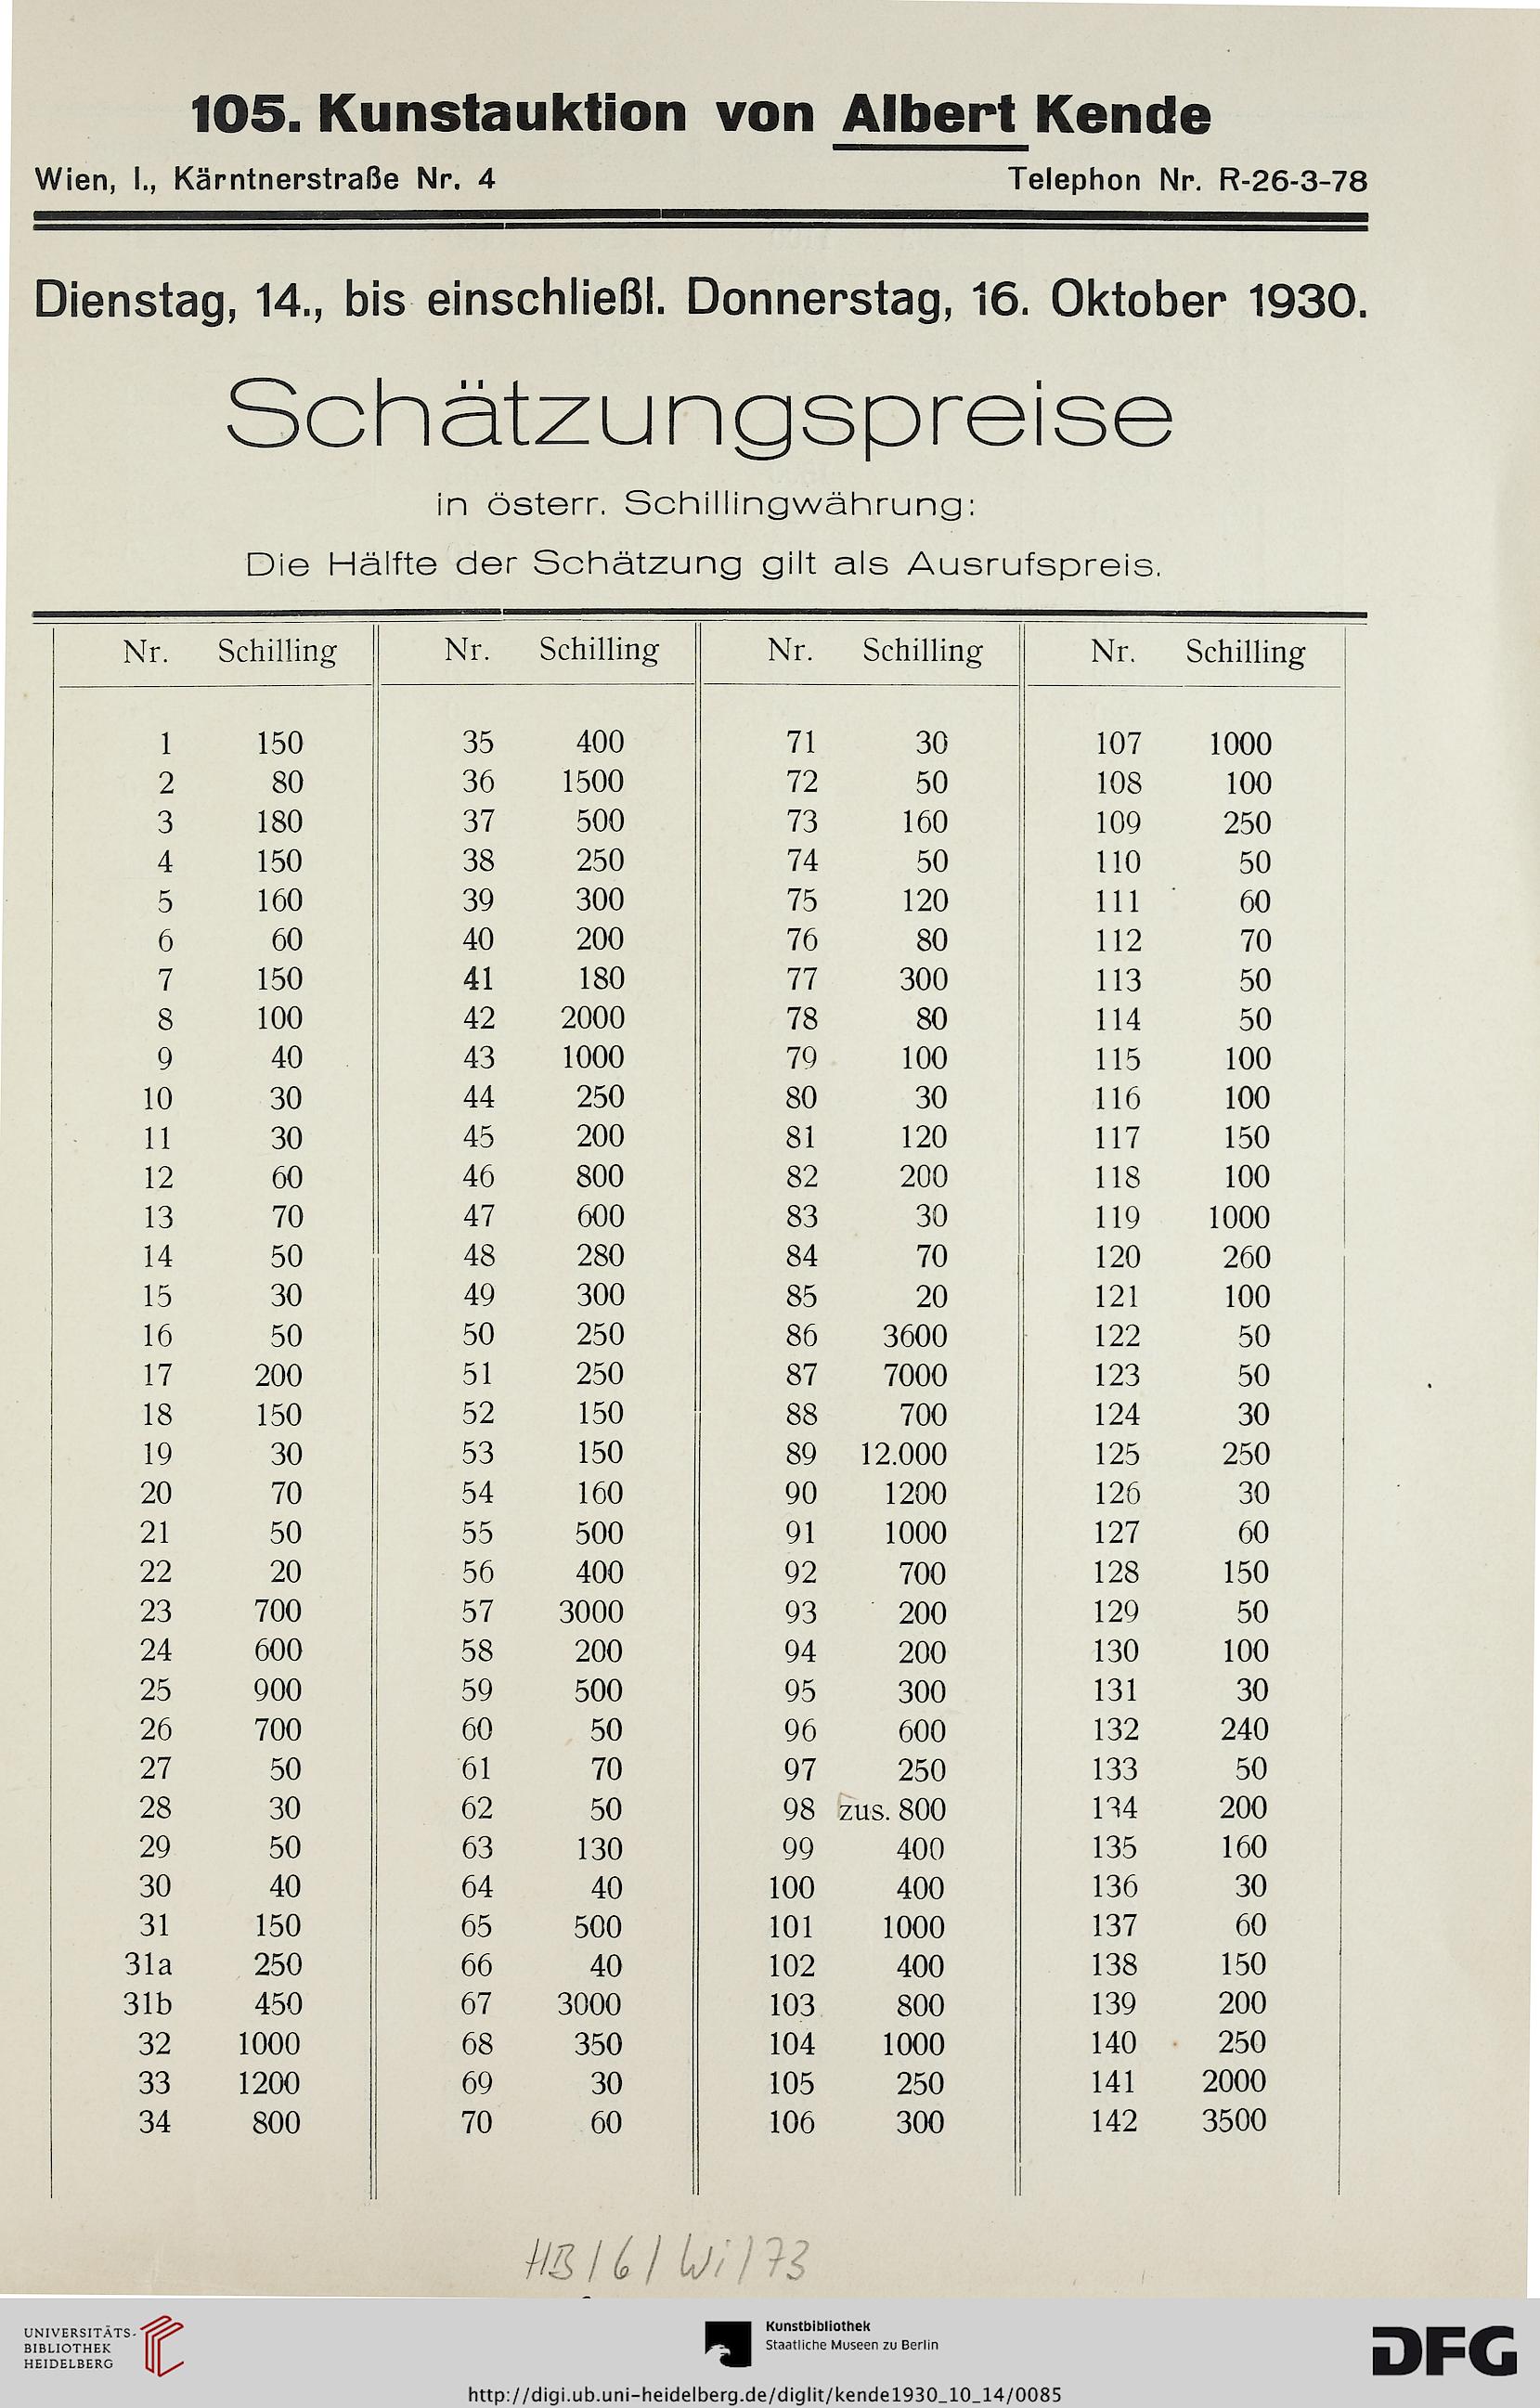 105. Kunstauktion von Albert Kende
Wien, I., Kärntnerstraße Nr. 4 Telephon Nr. R-26-3-78
Dienstag, 14., bis einschließl. Donnerstag, 16. Oktober 1930.
Schätzungspreise
in österr. Schillingwährung:
Die Hälfte der Schätzung gilt als Ausrufspreis.
Nr. Schilling Nr. Schilling Nr. Schilling Nr. Schilling
1 150 35 400 71 30 107 1000
2 80 36 1500 72 50 108 100
3 180 37 500 73 160 109 250
4 150 38 250 74 50 110 50
5 160 39 300 75 120 111 60
6 60 40 200 76 80 112 70
7 150 41 180 77 300 113 50
8 100 42 2000 78 80 114 50
9 40 43 1000 79 100 115 100
10 30 44 250 80 30 116 100
11 30 45 200 81 120 117 150
12 60 46 800 82 200 118 100
13 70 47 600 83 30 119 1000
14 50 48 280 84 70 120 260
15 30 49 300 85 20 121 100
16 50 50 250 86 3600 122 50
17 200 51 250 87 7000 123 50
18 150 52 150 88 700 124 30
19 30 53 150 89 12.000 125 250
20 70 54 160 90 1200 126 30
21 50 55 500 91 1000 127 60
22 20 56 400 92 700 128 150
23 700 57 3000 93 200 129 50
24 600 58 200 94 200 130 100
25 900 59 500 95 300 131 30
26 700 60 50 96 600 132 240
27 50 61 70 97 250 133 50
28 30 62 50 98 zus. 800 134 200
29 50 63 130 99 400 135 160
30 40 64 40 100 400 136 30
31 150 65 500 101 1000 137 60
31a 250 66 40 102 400 138 150
31b 450 67 3000 103 800 139 200
32 1000 68 350 104 1000 140 250
33 1200 69 30 105 250 141 2000
34 800 70 60 106 300 142 3500
HB/6/Wi/73
UNIVERSITÄTS-
BIBLIOTHEK
HEIDELBERG
Kunstbibliothek
Staatliche Museen zu Berlin
DFG
http://digi.ub.uni-heidelberg.de/diglit/kende1930_10_14/0085